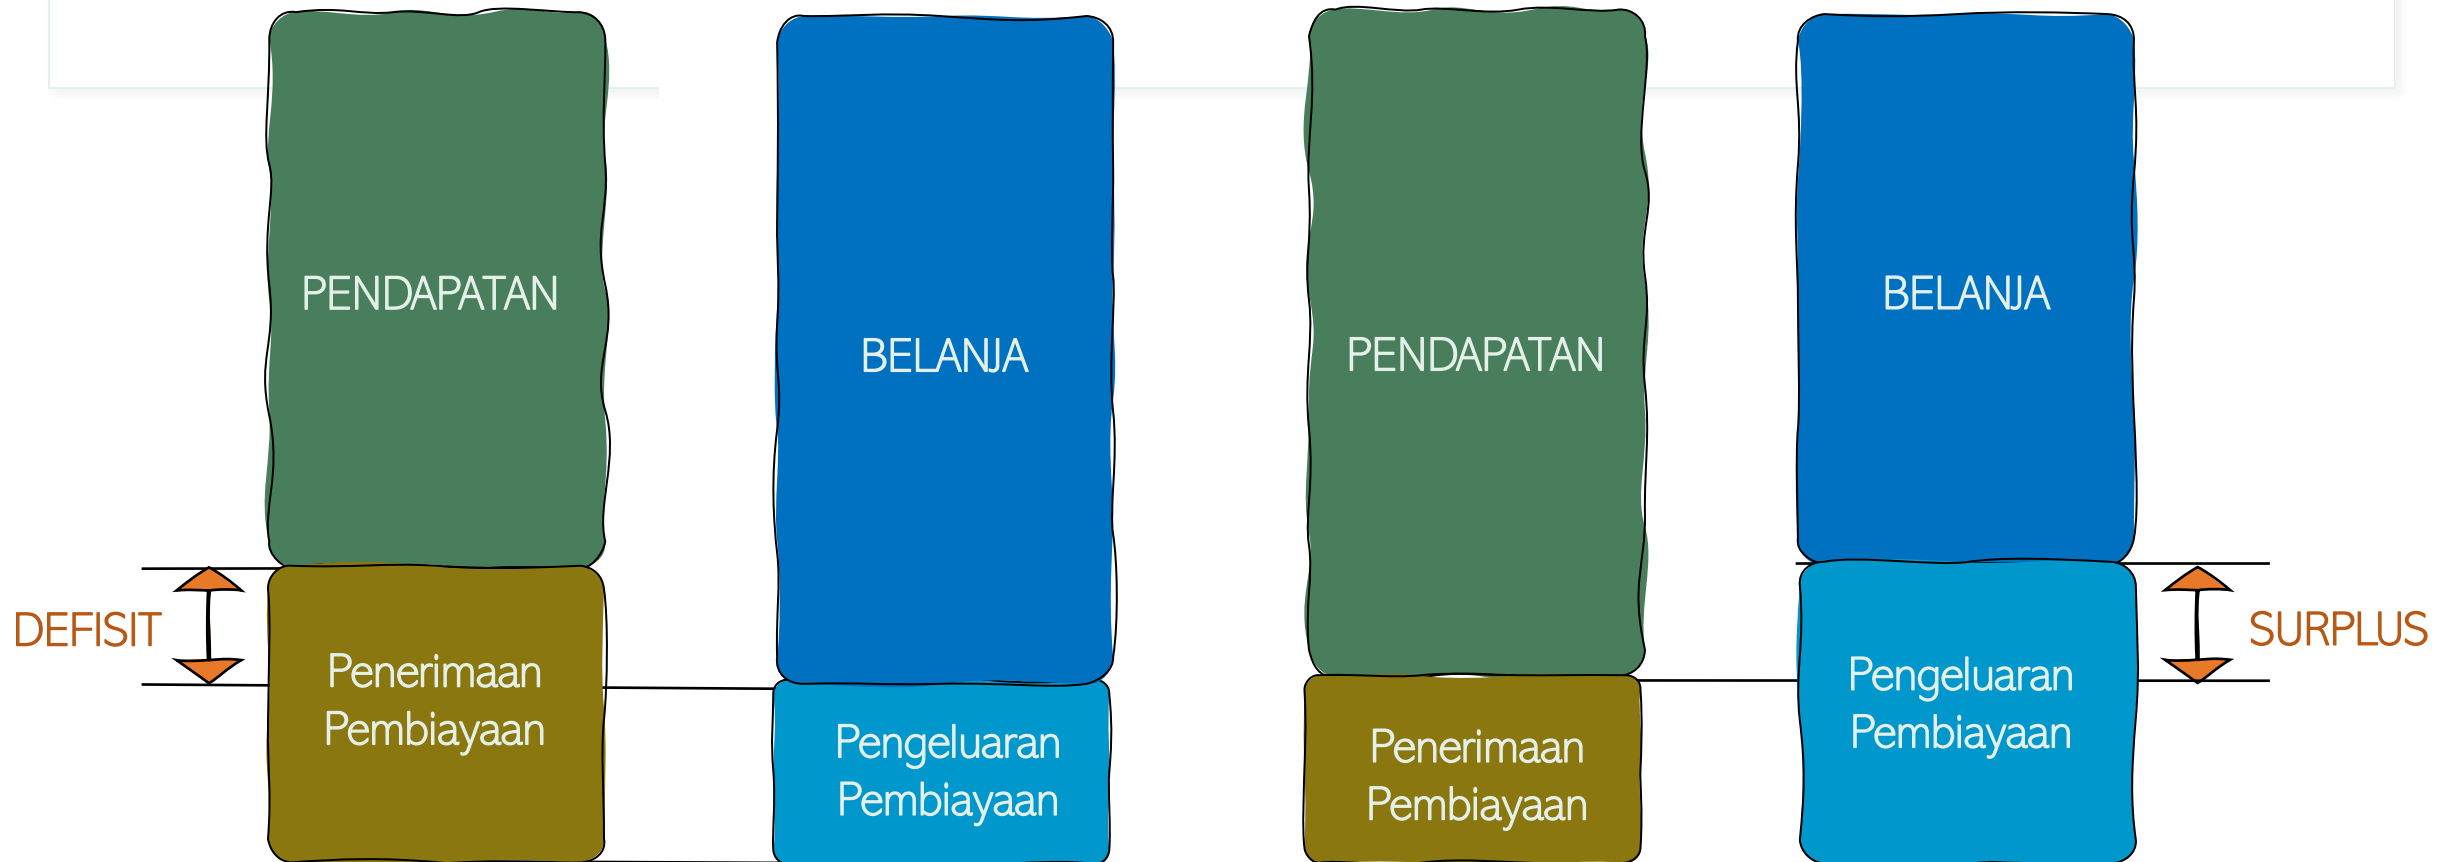 PENDAPATAN
BELANJA
PENDAPATAN
BELANJA
DEFISIT
Penerimaan
Pembiayaan
Pengeluaran
Pembiayaan
Penerimaan
Pembiayaan
Pengeluaran
Pembiayaan
SURPLUS